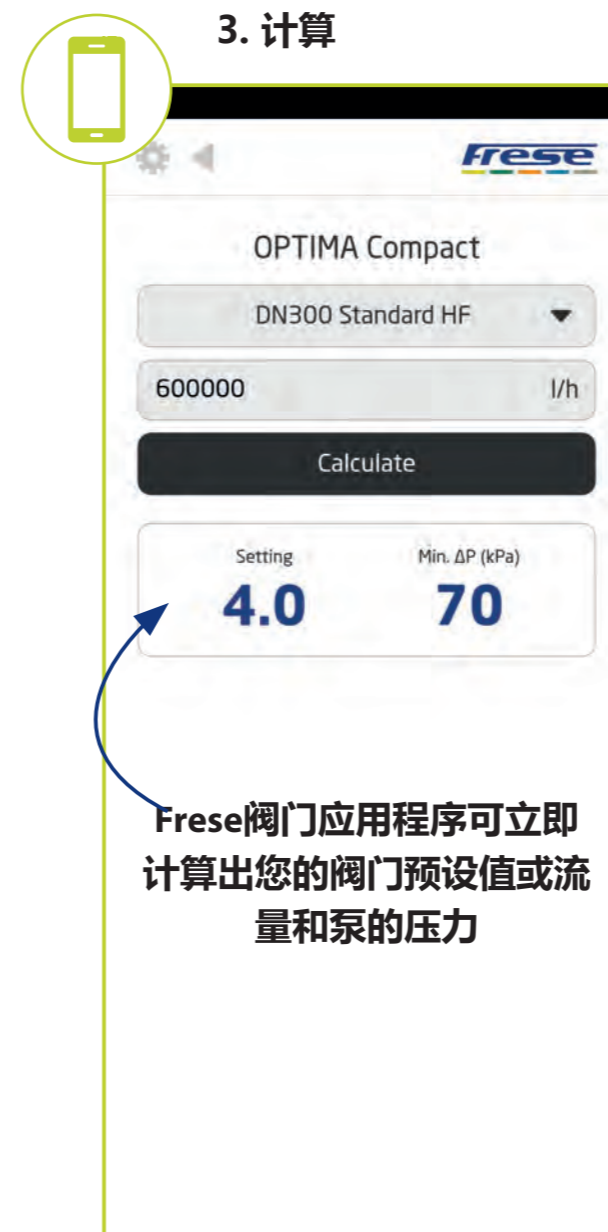 3. 计算
Frese
OPTIMA Compact
DN300 Standard HF
600000 l/h
Calculate
Setting Min. ΔP (kPa)
4.0 70
Frese阀门应用程序可立即
计算出您的阀门预设值或流
量和泵的压力